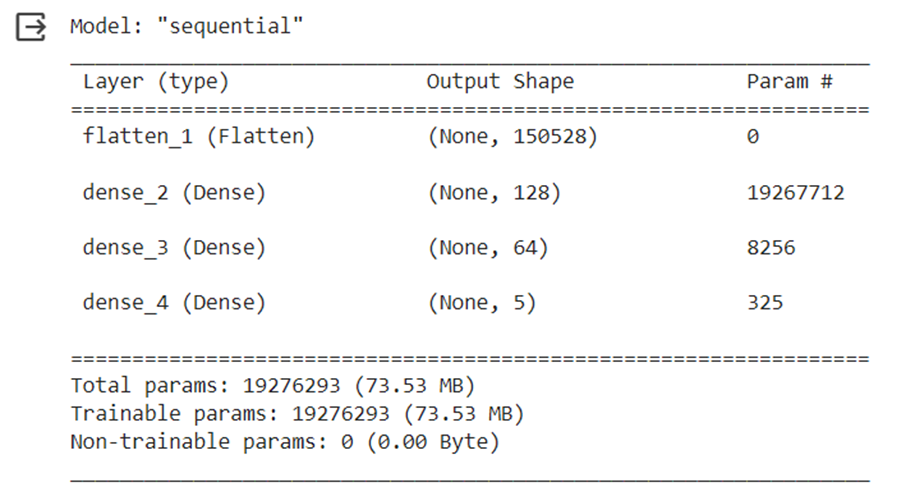 Model: "sequential"
_________________________________________________________________
Layer (type) Output Shape Param #
=================================================================
flatten_1 (Flatten) (None, 150528) 0
dense_2 (Dense) (None, 128) 19267712
dense_3 (Dense) (None, 64) 8256
dense_4 (Dense) (None, 5) 325
=================================================================
Total params: 19276293 (73.53 MB)
Trainable params: 19276293 (73.53 MB)
Non-trainable params: 0 (0.00 Byte)
_________________________________________________________________